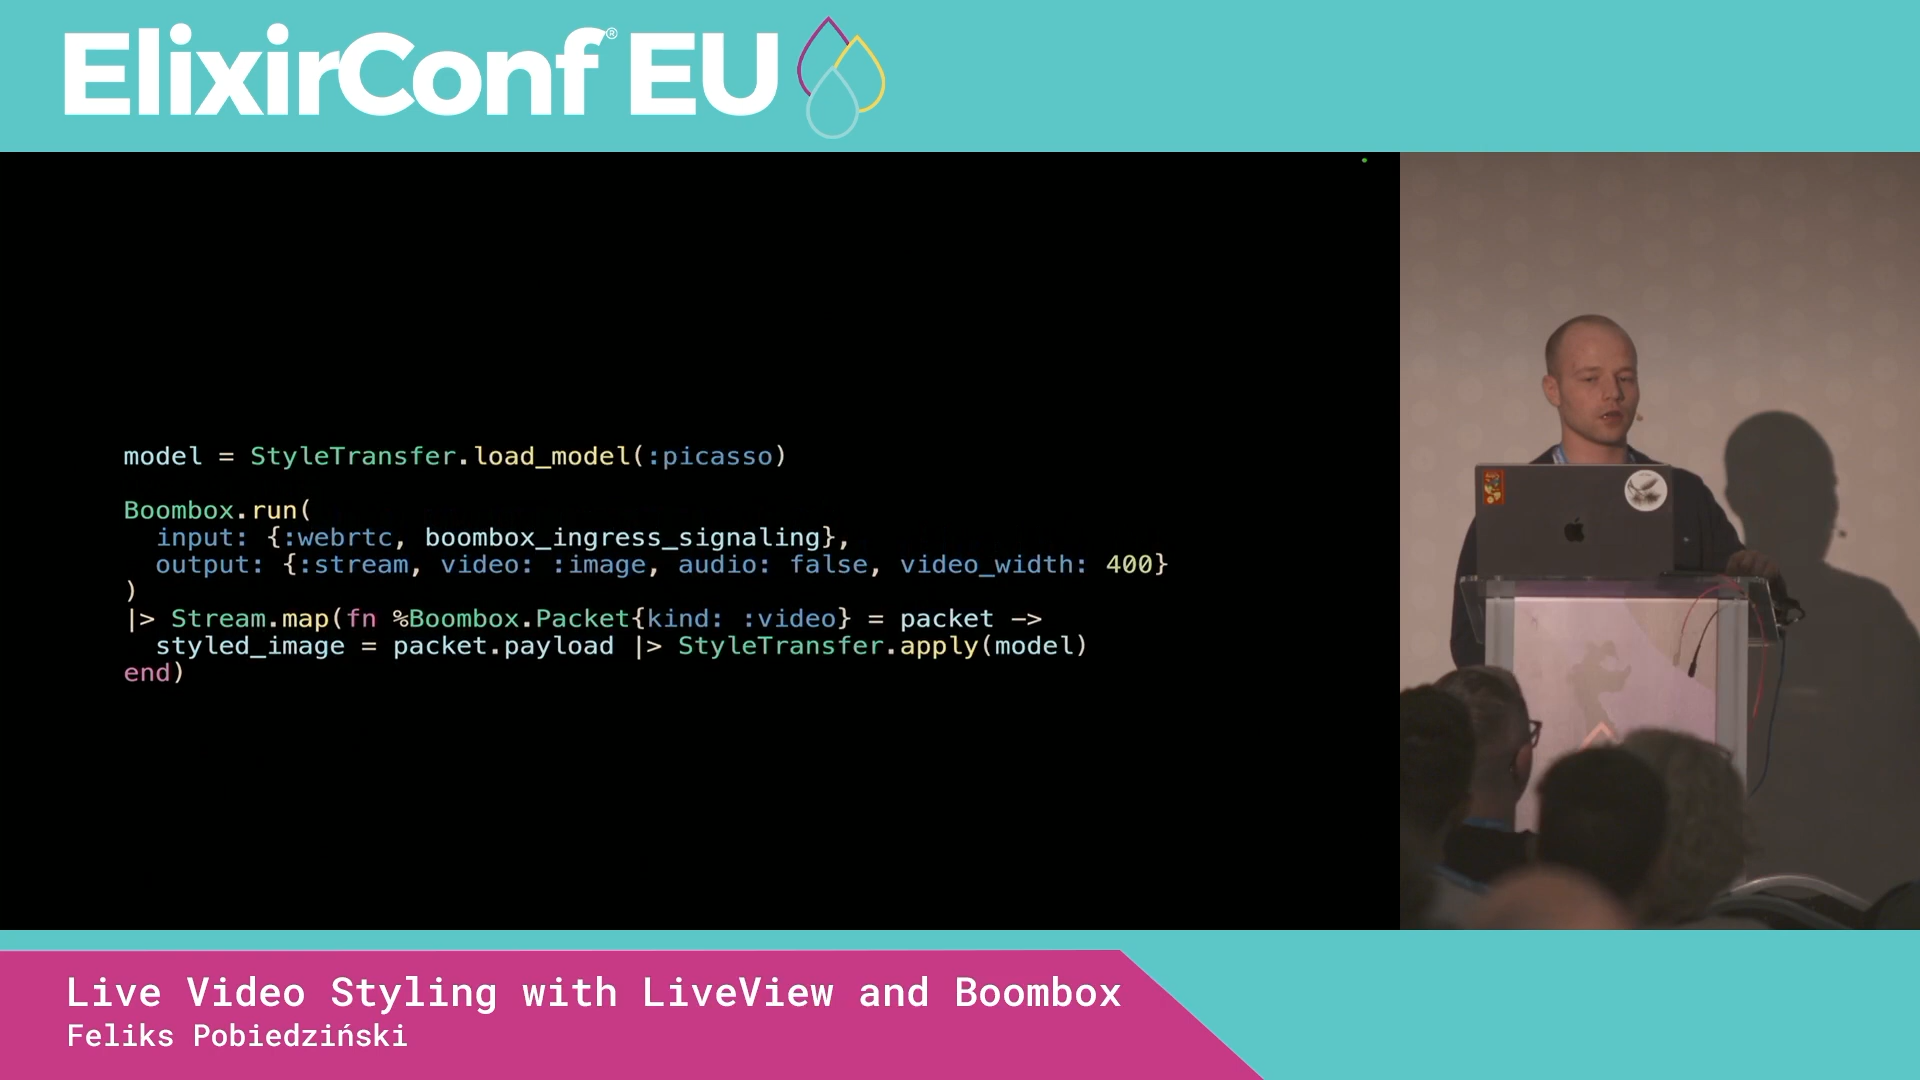 ElixirConf® EU
model = StyleTransfer.load_model(:picasso)
Boombox.run(
  input: {:webrtc, boombox_ingress_signaling},
  output: {:stream, video: :image, audio: false, video_width: 400}
)
|> Stream.map(fn %Boombox.Packet{kind: :video} = packet ->
  styled_image = packet.payload |> StyleTransfer.apply(model)
end)
Live Video Styling with LiveView and Boombox
Feliks Pobiedziński